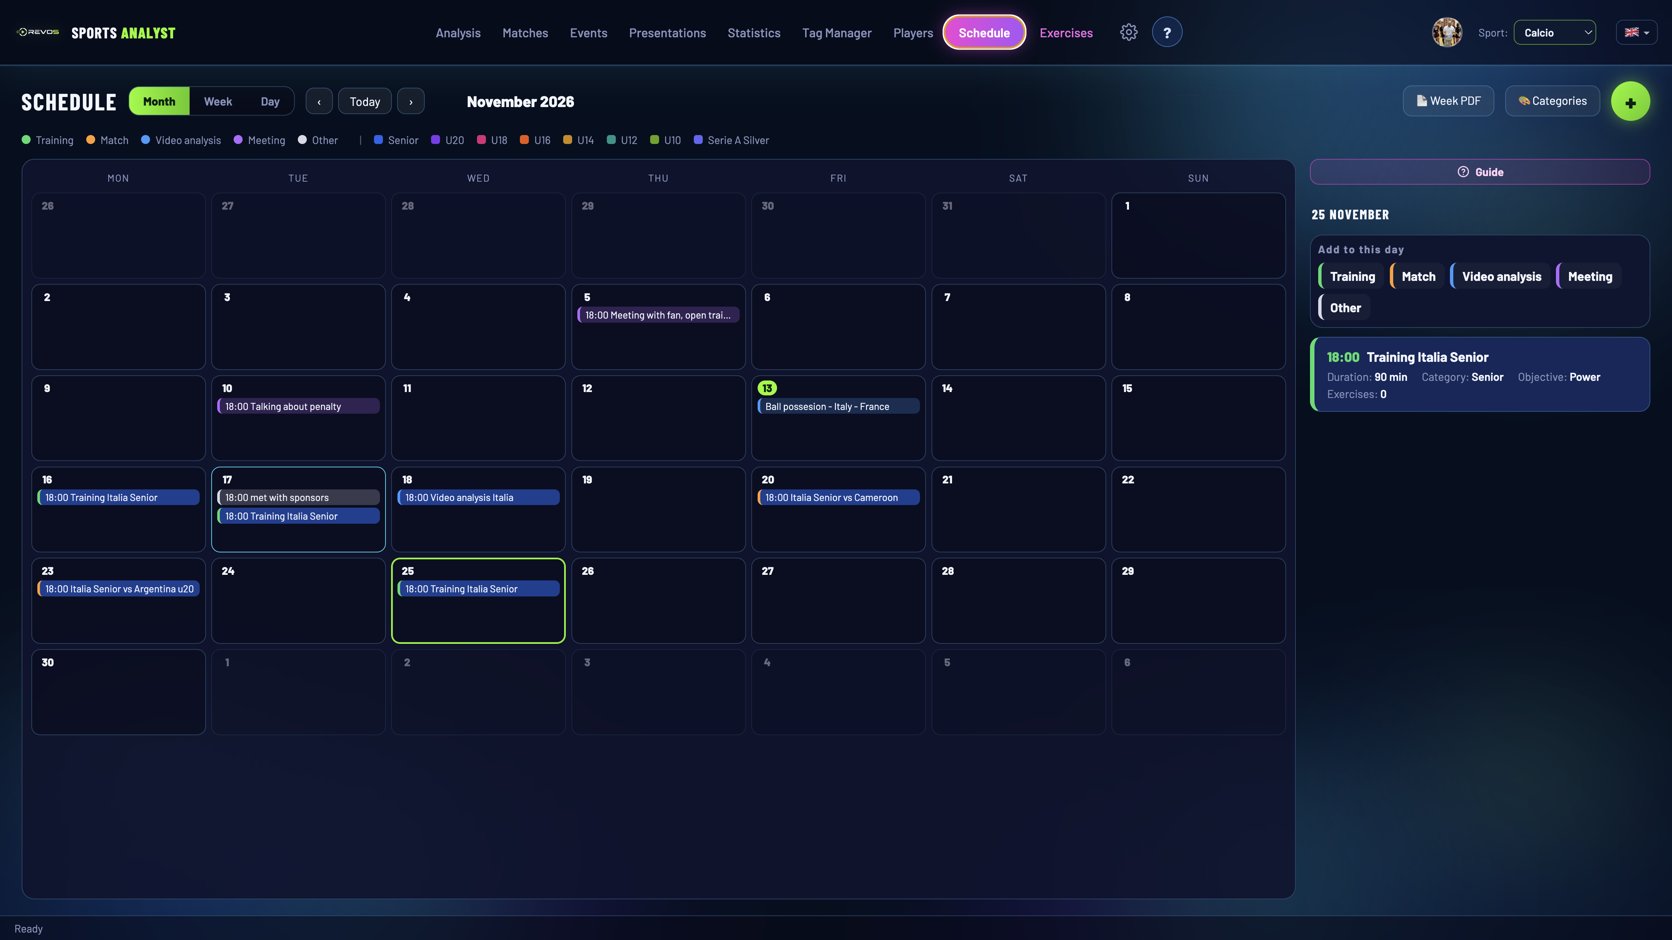 REVOS SPORTS ANALYST
Analysis Matches Events Presentations Statistics Tag Manager Players Schedule Exercises ? Sport: Calcio
SCHEDULE Month Week Day ‹ Today › November 2026 Week PDF Categories +
Training Match Video analysis Meeting Other | Senior U20 U18 U16 U14 U12 U10 Serie A Silver
MON TUE WED THU FRI SAT SUN
26 27 28 29 30 31 1
2 3 4 5 6 7 8
18:00 Meeting with fan, open trai...
9 10 11 12 13 14 15
18:00 Talking about penalty
Ball possesion - Italy - France
16 17 18 19 20 21 22
18:00 Training Italia Senior
18:00 met with sponsors
18:00 Training Italia Senior
18:00 Video analysis Italia
18:00 Italia Senior vs Cameroon
23 24 25 26 27 28 29
18:00 Italia Senior vs Argentina u20
18:00 Training Italia Senior
30 1 2 3 4 5 6
? Guide
25 NOVEMBER
Add to this day
Training Match Video analysis Meeting
Other
18:00 Training Italia Senior
Duration: 90 min Category: Senior Objective: Power
Exercises: 0
Ready